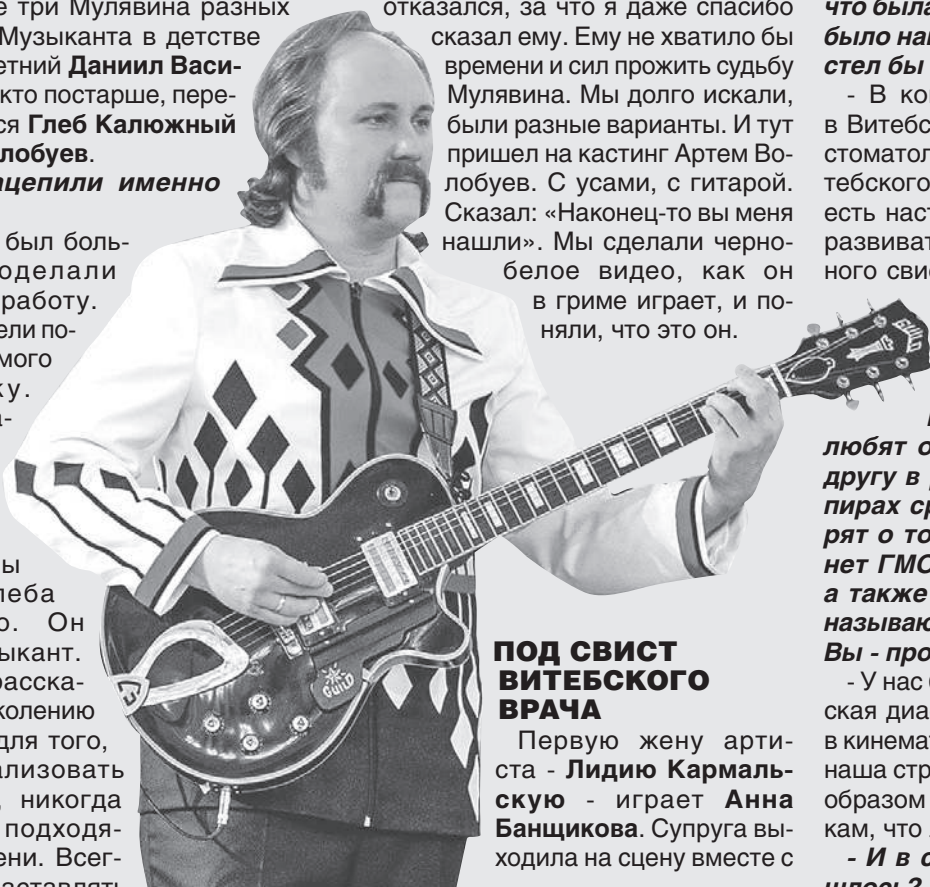 е три Мулявина разных
Музыканта в детстве
етний Даниил Васи-
кто постарше, пере-
ся Глеб Калюжный
лобуев.
ацепили именно
был боль-
оделали
работу.
ели по-
мого
ку.
а-
ы
леба
о. Он
ыкант.
расска-
колению
для того,
ализовать
, никогда
подходя-
ени. Всег-
аставлять
отказался, за что я даже спасибо
сказал ему. Ему не хватило бы
времени и сил прожить судьбу
Мулявина. Мы долго искали,
были разные варианты. И тут
пришел на кастинг Артем Во-
лобуев. С усами, с гитарой.
Сказал: «Наконец-то вы меня
нашли». Мы сделали черно-
белое видео, как он
в гриме играет, и по-
няли, что это он.
GUILD
GUILD
ПОД СВИСТ
ВИТЕБСКОГО
ВРАЧА
Первую жену арти-
ста - Лидию Кармаль-
скую - играет Анна
Банщикова. Супруга вы-
ходила на сцену вместе с
что была
было на
стел бы
- В ко
в Витебс
стоматол
тебского
есть наст
развиват
ного свис
любят о
другу в
пирах ср
рят о то
нет ГМО
а также
называю
Вы - про
- У нас
ская диа
в кинемат
наша стр
образом
кам, что
- И в с